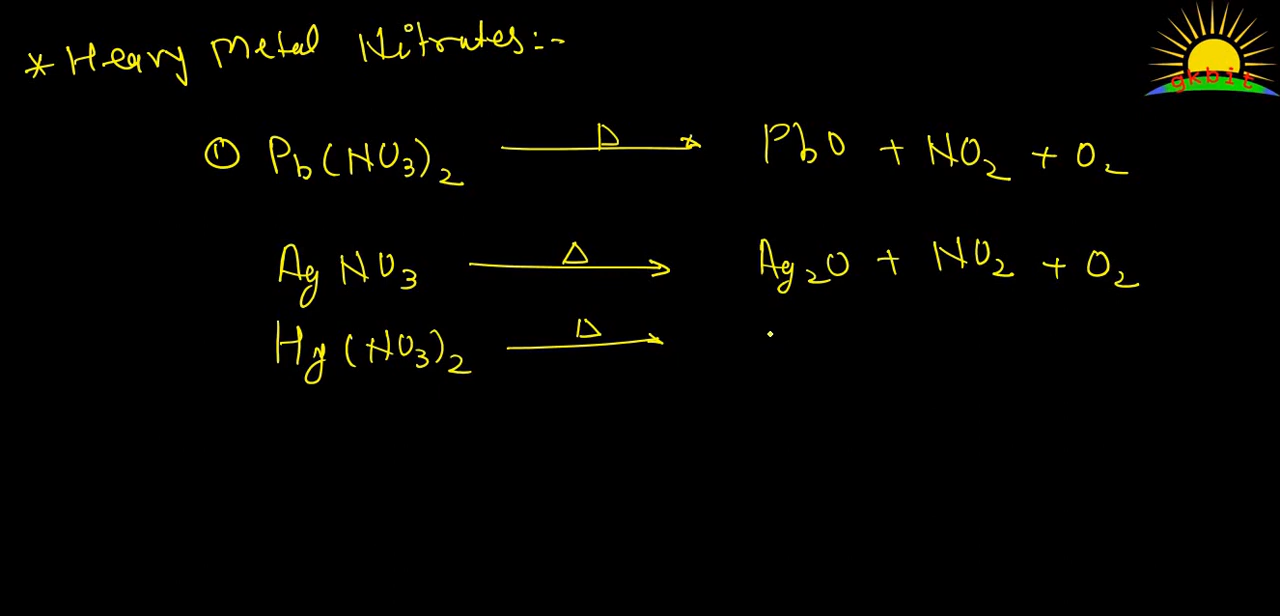 * Heavy Metal Nitrates:-
gkbit
① Pb(NO3)2 —Δ→ PbO + NO2 + O2
AgNO3 —Δ→ Ag2O + NO2 + O2
Hg(NO3)2 —Δ→